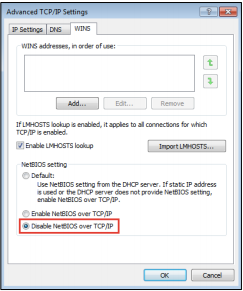 Advanced TCP/IP Settings
IP Settings DNS WINS
WINS addresses, in order of use:
Add... Edit... Remove
If LMHOSTS lookup is enabled, it applies to all connections for which
TCP/IP is enabled.
Enable LMHOSTS lookup Import LMHOSTS...
NetBIOS setting
Default:
Use NetBIOS setting from the DHCP server. If static IP address
is used or the DHCP server does not provide NetBIOS setting,
enable NetBIOS over TCP/IP.
Enable NetBIOS over TCP/IP
Disable NetBIOS over TCP/IP
OK Cancel